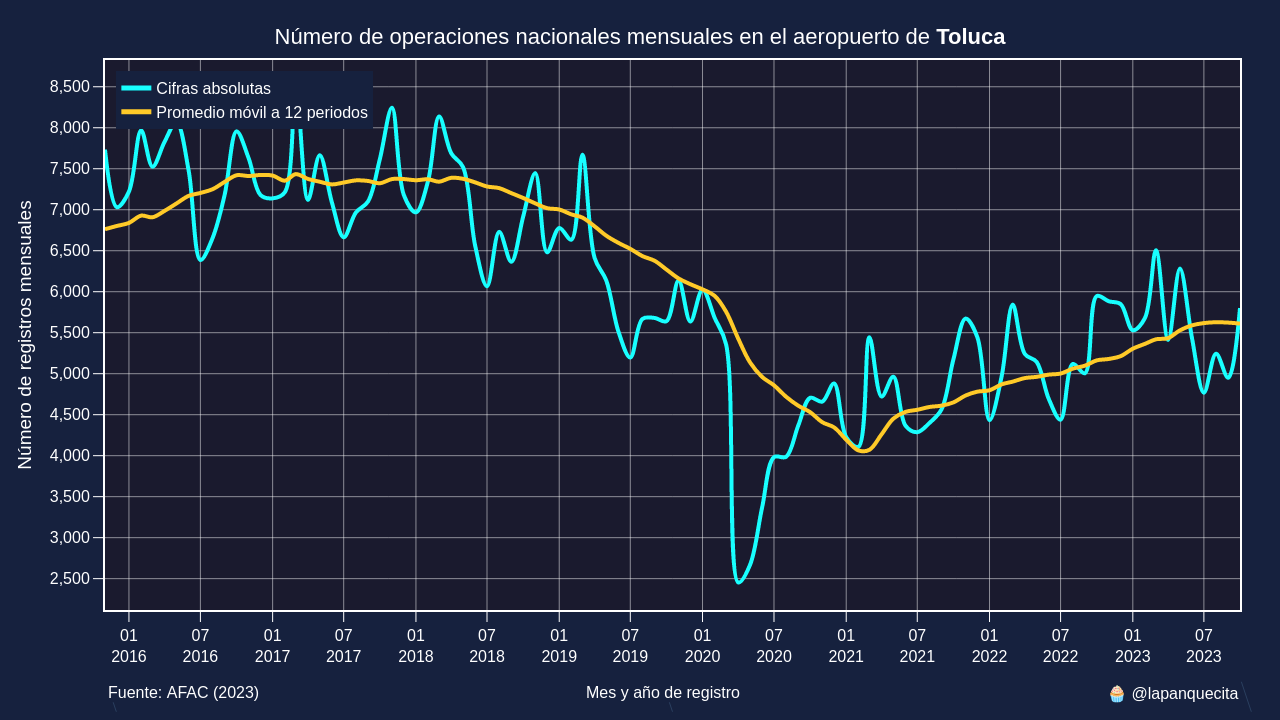 Número de operaciones nacionales mensuales en el aeropuerto de Toluca
Cifras absolutas
Promedio móvil a 12 periodos
Número de registros mensuales
8,500
8,000
7,500
7,000
6,500
6,000
5,500
5,000
4,500
4,000
3,500
3,000
2,500
01 07 01 07 01 07 01 07 01 07 01 07 01 07 01 07
2016 2016 2017 2017 2018 2018 2019 2019 2020 2020 2021 2021 2022 2022 2023 2023
Fuente: AFAC (2023) Mes y año de registro 🧁 @lapanquecita